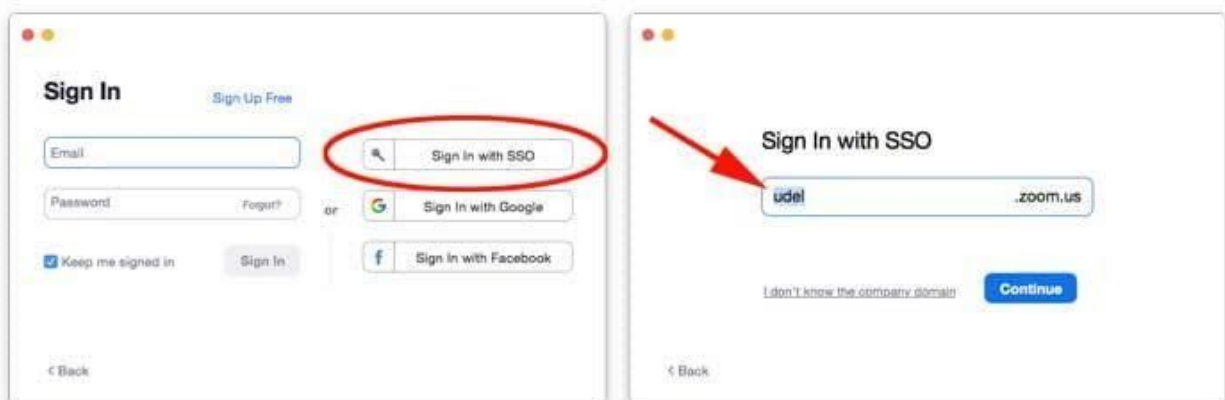 Sign In
Sign Up Free
Email
Sign In with SSO
Password
Forgot?
or
G
Sign In with Google
Keep me signed in
Sign In
f
Sign In with Facebook
< Back
Sign In with SSO
udel
.zoom.us
I don't know the company domain
Continue
< Back